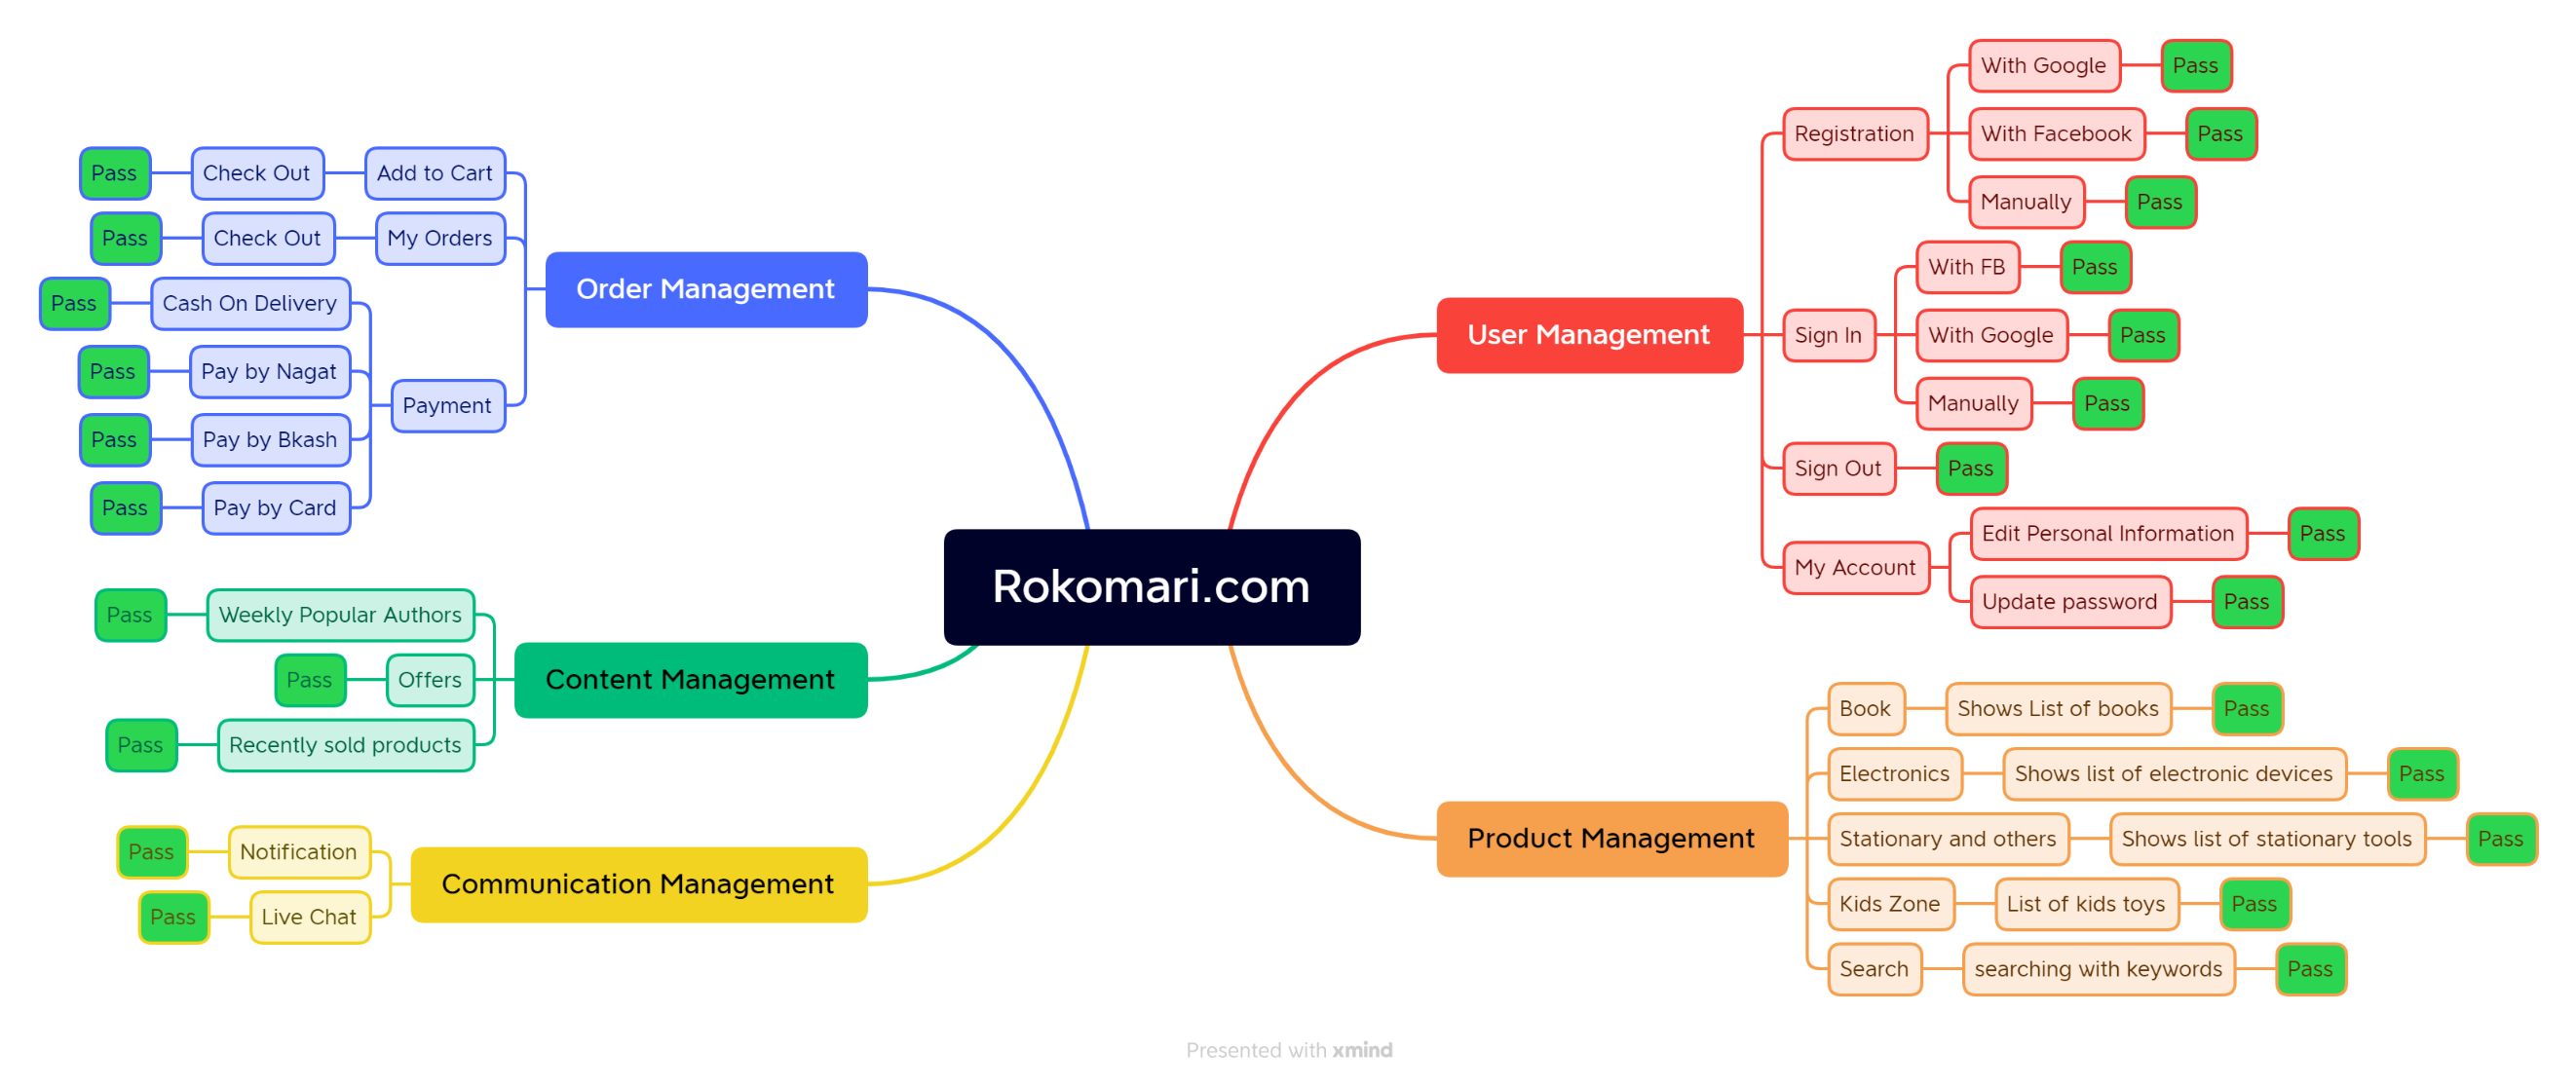 Rokomari.com
User Management
Registration
With Google
Pass
With Facebook
Pass
Manually
Pass
Sign In
With FB
Pass
With Google
Pass
Manually
Pass
Sign Out
Pass
My Account
Edit Personal Information
Pass
Update password
Pass
Product Management
Book
Shows List of books
Pass
Electronics
Shows list of electronic devices
Pass
Stationary and others
Shows list of stationary tools
Pass
Kids Zone
List of kids toys
Pass
Search
searching with keywords
Pass
Order Management
Add to Cart
Check Out
Pass
My Orders
Check Out
Pass
Payment
Cash On Delivery
Pass
Pay by Nagat
Pass
Pay by Bkash
Pass
Pay by Card
Pass
Content Management
Weekly Popular Authors
Pass
Offers
Pass
Recently sold products
Pass
Communication Management
Notification
Pass
Live Chat
Pass
Presented with xmind